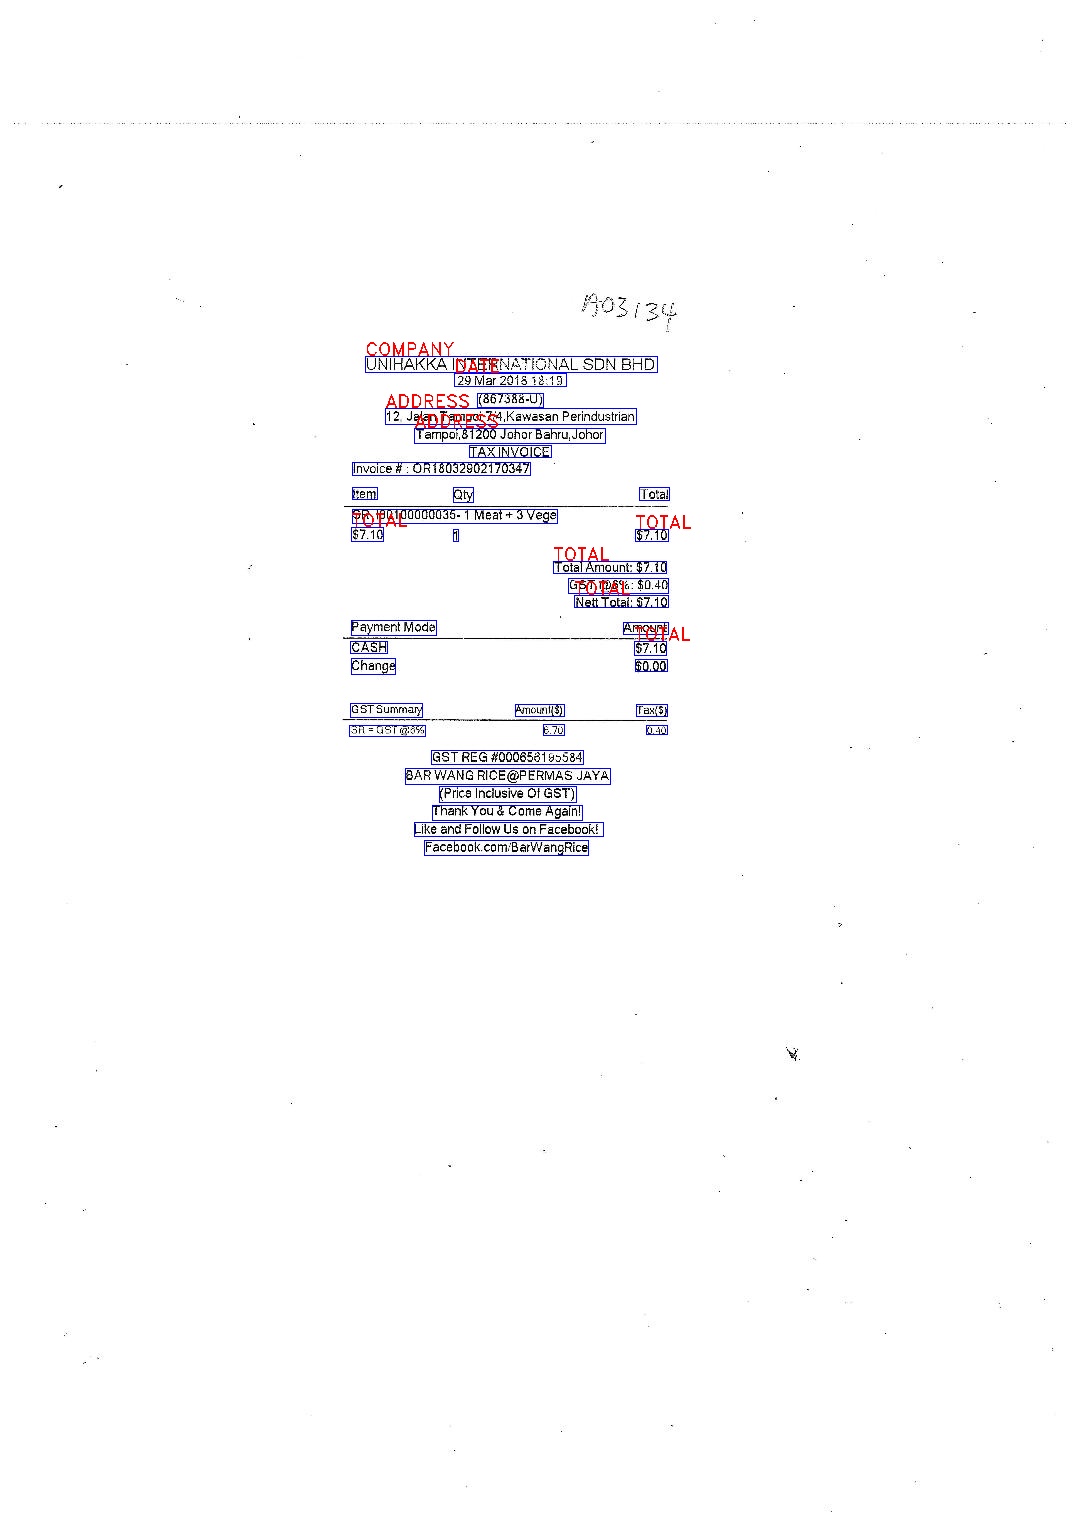 A03134
COMPANY
UNIHAKKA INTERNATIONAL SDN BHD
DATE
29 Mar 2018 18:19
ADDRESS (867388-U)
12, Jalan Tampoi 7/4,Kawasan Perindustrian
ADDRESS
Tampoi,81200 Johor Bahru,Johor
TAX INVOICE
Invoice # : OR18032902170347
Item Qty Total
100000035- 1 Meat + 3 Vege
TOTAL TOTAL
$7.10 1 $7.10
TOTAL
Total Amount: $7.10
GST @6%: $0.40
TOTAL
Nett Total: $7.10
Payment Mode Amount
TOTAL
CASH $7.10
Change $0.00
GST Summary Amount($) Tax($)
SR = GST @6% 6.70 0.40
GST REG #000656195584
BAR WANG RICE@PERMAS JAYA
(Price Inclusive Of GST)
Thank You & Come Again!
Like and Follow Us on Facebook!
Facebook.com/BarWangRice